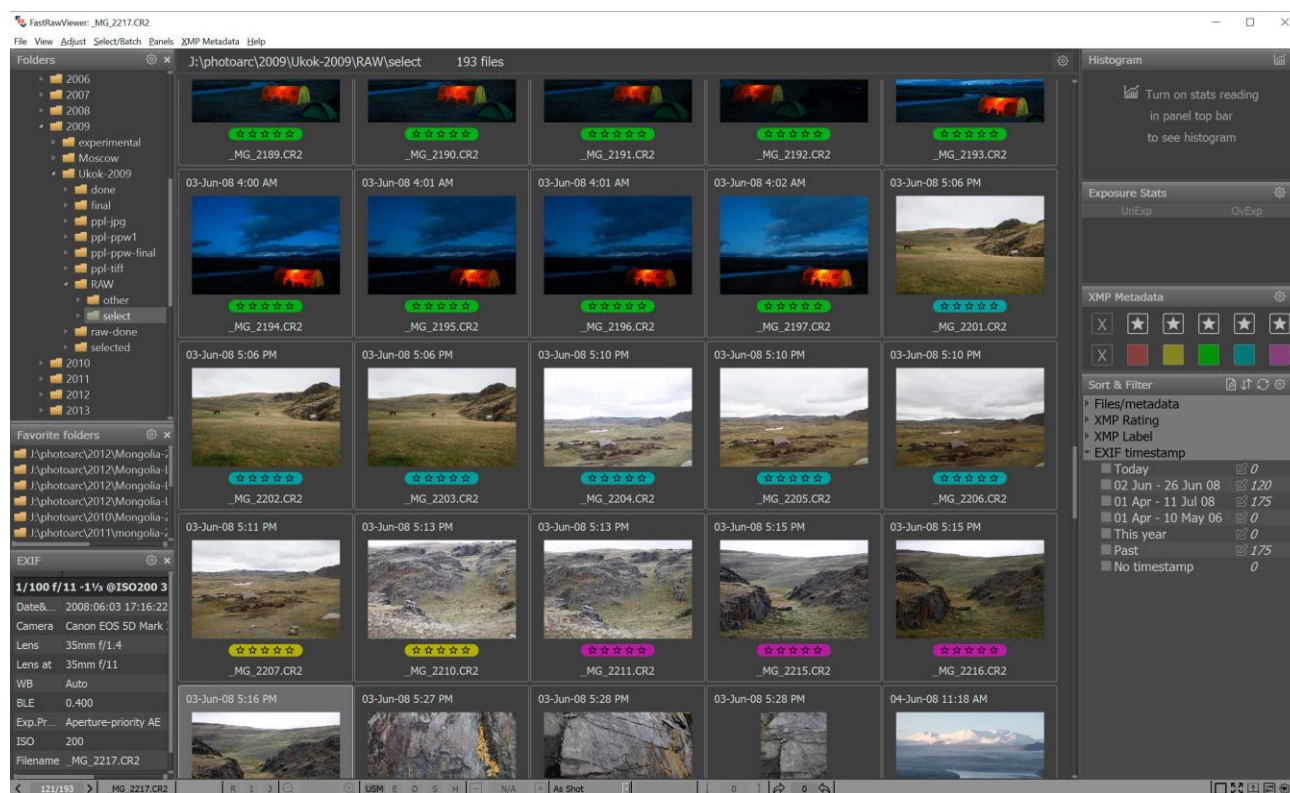 FastRawViewer: _MG_2217.CR2
File View Adjust Select/Batch Panels XMP Metadata Help
Folders
2006
2007
2008
2009
experimental
Moscow
Ukok-2009
done
final
ppl-jpg
ppl-ppw1
ppl-ppw-final
ppl-tiff
RAW
other
select
raw-done
selected
2010
2011
2012
2013
Favorite folders
J:\photoarc\2012\Mongolia-
J:\photoarc\2012\Mongolia-
J:\photoarc\2012\Mongolia-
J:\photoarc\2012\Mongolia-
J:\photoarc\2010\Mongolia-
J:\photoarc\2011\mongolia-
EXIF
1/100 f/11 -1⅓ @ISO200 3
Date&... 2008:06:03 17:16:22
Camera Canon EOS 5D Mark
Lens 35mm f/1.4
Lens at 35mm f/11
WB Auto
BLE 0.400
Exp.Pr... Aperture-priority AE
ISO 200
Filename _MG_2217.CR2
J:\photoarc\2009\Ukok-2009\RAW\select 193 files
_MG_2189.CR2 _MG_2190.CR2 _MG_2191.CR2 _MG_2192.CR2 _MG_2193.CR2
03-Jun-08 4:00 AM 03-Jun-08 4:01 AM 03-Jun-08 4:01 AM 03-Jun-08 4:02 AM 03-Jun-08 5:06 PM
_MG_2194.CR2 _MG_2195.CR2 _MG_2196.CR2 _MG_2197.CR2 _MG_2201.CR2
03-Jun-08 5:06 PM 03-Jun-08 5:06 PM 03-Jun-08 5:10 PM 03-Jun-08 5:10 PM 03-Jun-08 5:10 PM
_MG_2202.CR2 _MG_2203.CR2 _MG_2204.CR2 _MG_2205.CR2 _MG_2206.CR2
03-Jun-08 5:11 PM 03-Jun-08 5:13 PM 03-Jun-08 5:13 PM 03-Jun-08 5:15 PM 03-Jun-08 5:15 PM
_MG_2207.CR2 _MG_2210.CR2 _MG_2211.CR2 _MG_2215.CR2 _MG_2216.CR2
03-Jun-08 5:16 PM 03-Jun-08 5:27 PM 03-Jun-08 5:28 PM 03-Jun-08 5:28 PM 04-Jun-08 11:18 AM
Histogram
Turn on stats reading
in panel top bar
to see histogram
Exposure Stats
UnExp OvExp
XMP Metadata
X
X
Sort & Filter
Files/metadata
XMP Rating
XMP Label
EXIF timestamp
Today 0
02 Jun - 26 Jun 08 120
01 Apr - 11 Jul 08 175
01 Apr - 10 May 06 0
This year 0
Past 175
No timestamp 0
121/193 MG_2217.CR2 R I J USM E D S H N/A As Shot 0 0